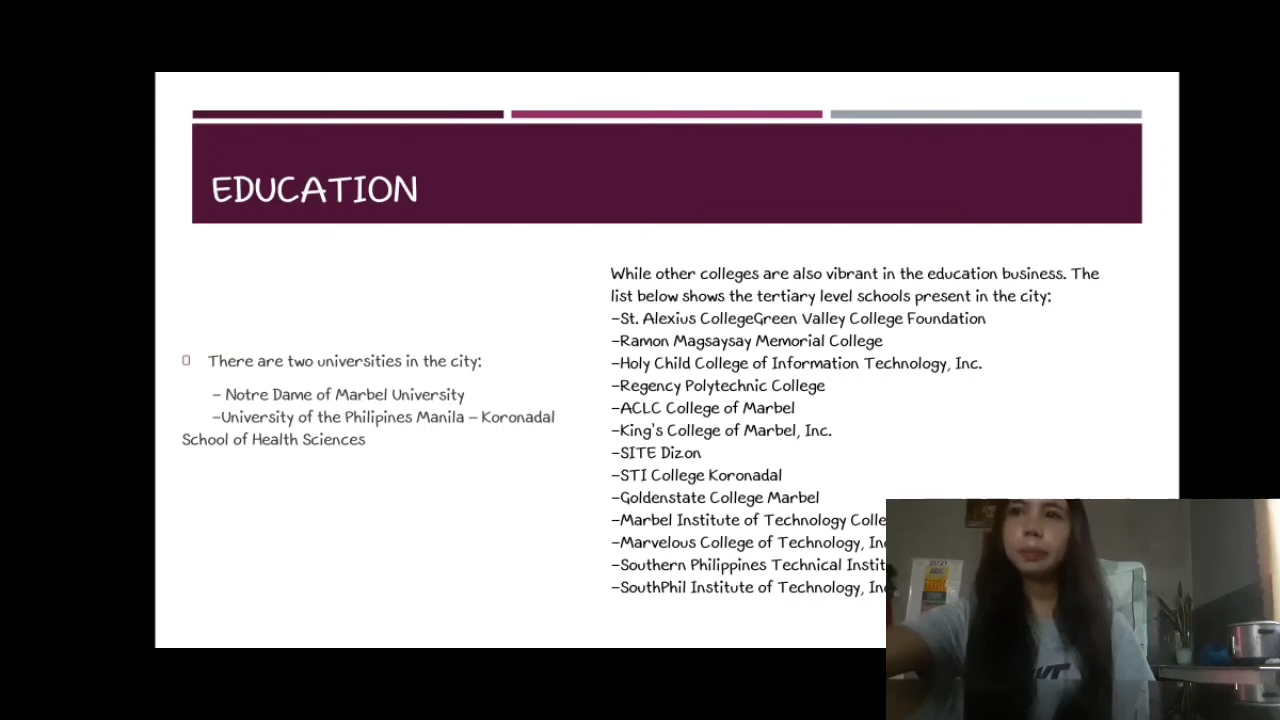 EDUCATION
There are two universities in the city:
- Notre Dame of Marbel University
-University of the Philipines Manila - Koronadal
School of Health Sciences
While other colleges are also vibrant in the education business. The
list below shows the tertiary level schools present in the city:
-St. Alexius CollegeGreen Valley College Foundation
-Ramon Magsaysay Memorial College
-Holy Child College of Information Technology, Inc.
-Regency Polytechnic College
-ACLC College of Marbel
-King's College of Marbel, Inc.
-SITE Dizon
-STI College Koronadal
-Goldenstate College Marbel
-Marbel Institute of Technology
-Marvelous College of Technology,
-Southern Philippines Technical
-SouthPhil Institute of Technology,
2021